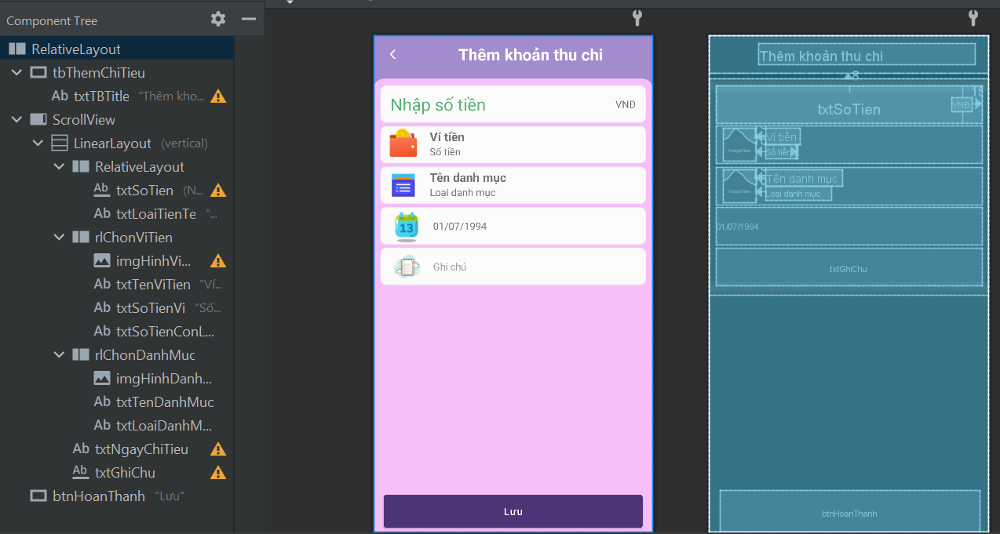 Component Tree
RelativeLayout
tbThemChiTieu
Ab txtTBTitle "Thêm kho...
ScrollView
LinearLayout (vertical)
RelativeLayout
Ab txtSoTien (N...
Ab txtLoaiTienTe "...
rlChonViTien
imgHinhVi...
Ab txtTenViTien "Ví...
Ab txtSoTienVi "Số...
Ab txtSoTienConL...
rlChonDanhMuc
imgHinhDanh...
Ab txtTenDanhMuc
Ab txtLoaiDanhM...
Ab txtNgayChiTieu
Ab txtGhiChu
btnHoanThanh "Lưu"
Thêm khoản thu chi
Nhập số tiền VNĐ
Ví tiền
Số tiền
Tên danh mục
Loại danh mục
13 01/07/1994
Ghi chú
Lưu
Thêm khoản thu chi
8
15
txtSoTien VNĐ
ImageView
Ví tiền
Số tiền
ImageView
Tên danh mục
Loại danh mục
01/07/1994
txtGhiChu
btnHoanThanh